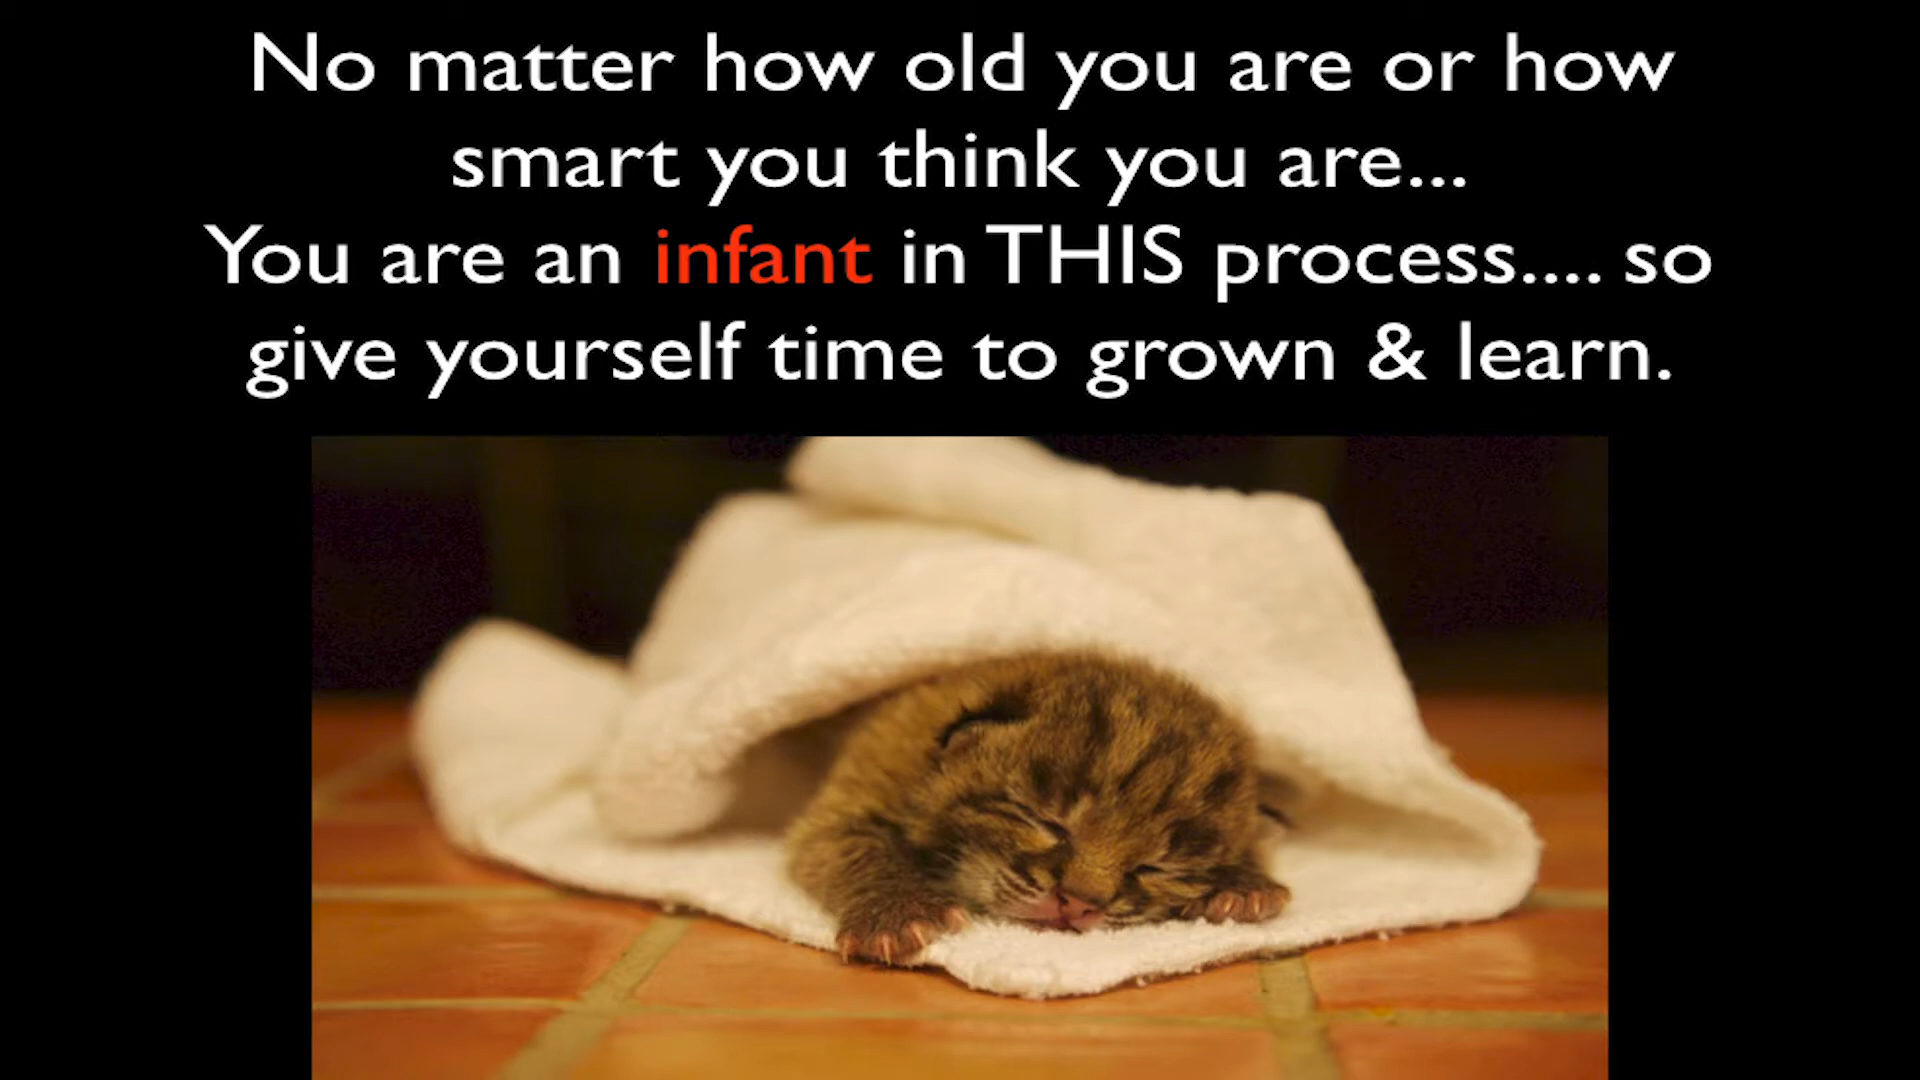 No matter how old you are or how
smart you think you are...
You are an infant in THIS process.... so
give yourself time to grown & learn.